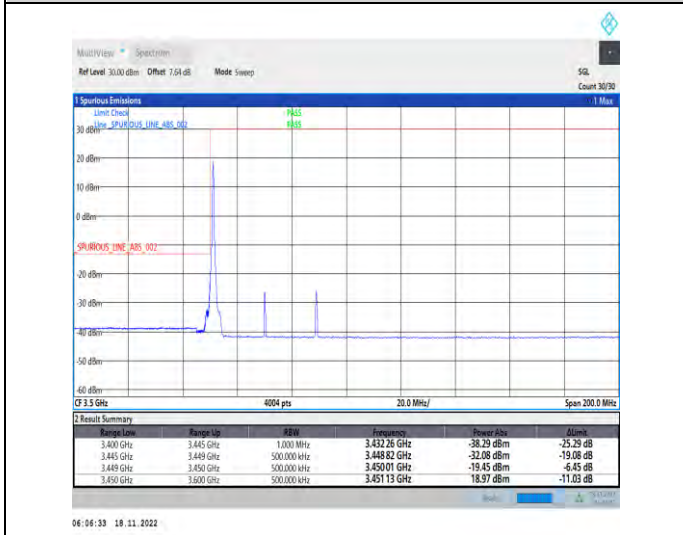 MultiView Spectrum
Ref Level 30.00 dBm Offset 7.64 dB Mode Sweep SGL
Count 30/30
1 Spurious Emissions 1 Max
Limit Check PASS
Line _SPURIOUS_LINE_ABS_002 PASS
30 dBm
20 dBm
10 dBm
0 dBm
_SPURIOUS_LINE_ABS_002
-20 dBm
-30 dBm
-40 dBm
-50 dBm
-60 dBm
CF 3.5 GHz 4004 pts 20.0 MHz/ Span 200.0 MHz
2 Result Summary
Range Low Range Up RBW Frequency Power Abs ΔLimit
3.400 GHz 3.445 GHz 1.000 MHz 3.432 26 GHz -38.29 dBm -25.29 dB
3.445 GHz 3.449 GHz 500.000 kHz 3.448 82 GHz -32.08 dBm -19.08 dB
3.449 GHz 3.450 GHz 500.000 kHz 3.450 01 GHz -19.45 dBm -6.45 dB
3.450 GHz 3.600 GHz 500.000 kHz 3.451 13 GHz 18.97 dBm -11.03 dB
06:06:33 18.11.2022